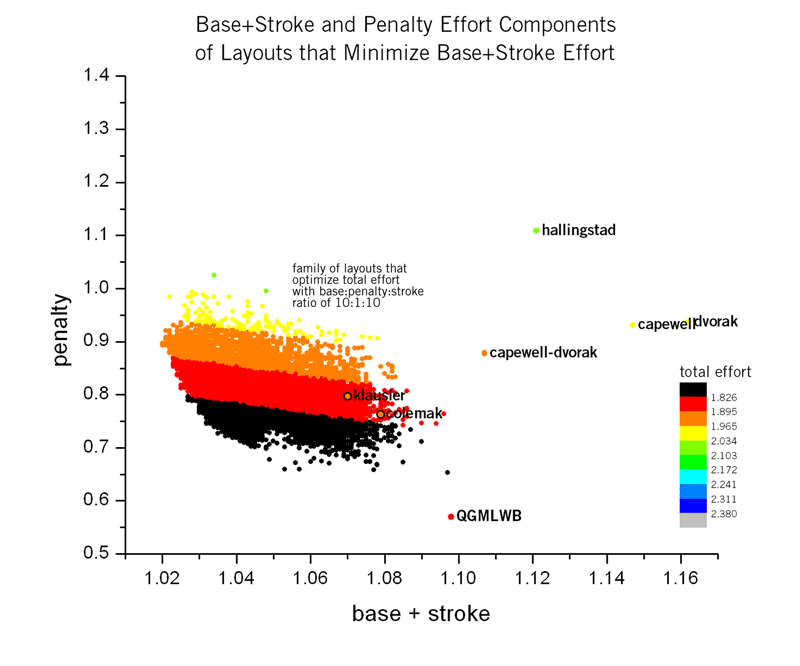 Base+Stroke and Penalty Effort Components
of Layouts that Minimize Base+Stroke Effort
1.4
1.3
1.2
1.1
1.0
0.9
0.8
0.7
0.6
0.5
penalty
hallingstad
family of layouts that
optimize total effort
with base:penalty:stroke
ratio of 10:1:10
capewell
dvorak
capewell-dvorak
klausler
colemak
QGMLWB
total effort
1.826
1.895
1.965
2.034
2.103
2.172
2.241
2.311
2.380
1.02 1.04 1.06 1.08 1.10 1.12 1.14 1.16
base + stroke